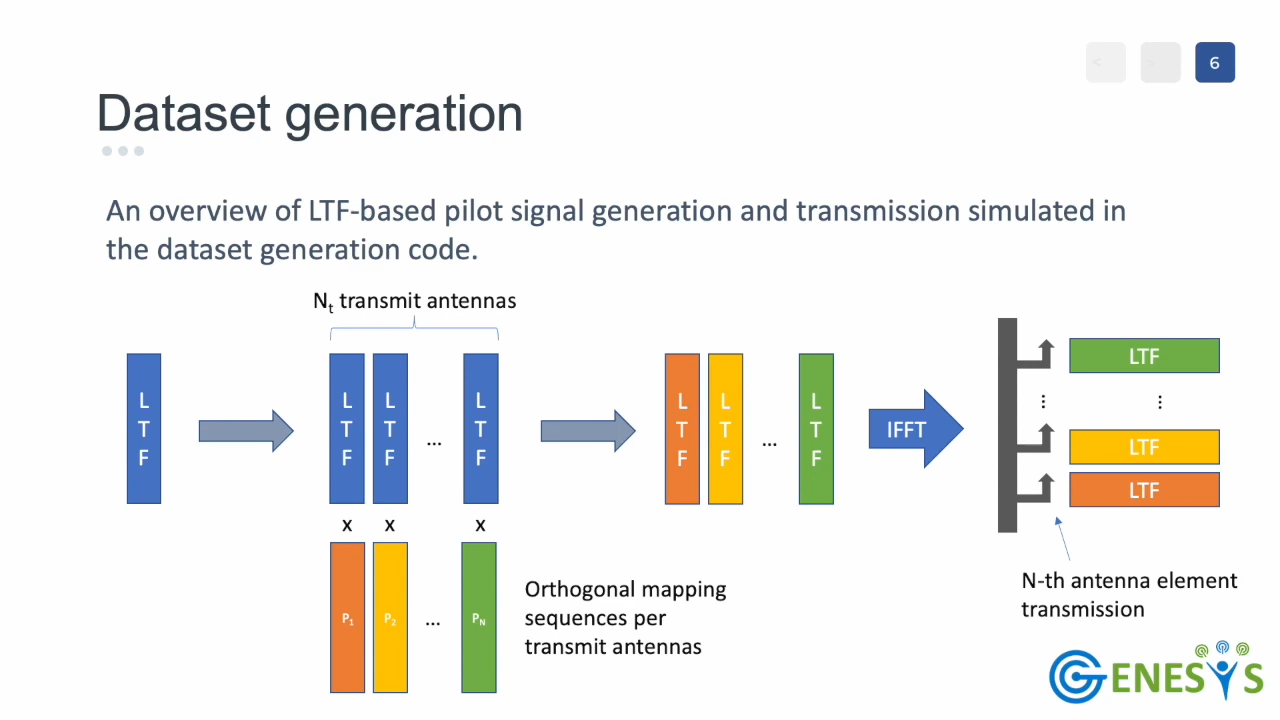 6
Dataset generation
An overview of LTF-based pilot signal generation and transmission simulated in
the dataset generation code.
Nt transmit antennas
L
T
F
L
T
F
L
T
F
...
L
T
F
x
x
x
P1
P2
...
PN
Orthogonal mapping
sequences per
transmit antennas
L
T
F
L
T
F
...
L
T
F
IFFT
LTF
...
...
LTF
LTF
N-th antenna element
transmission
GENESYS